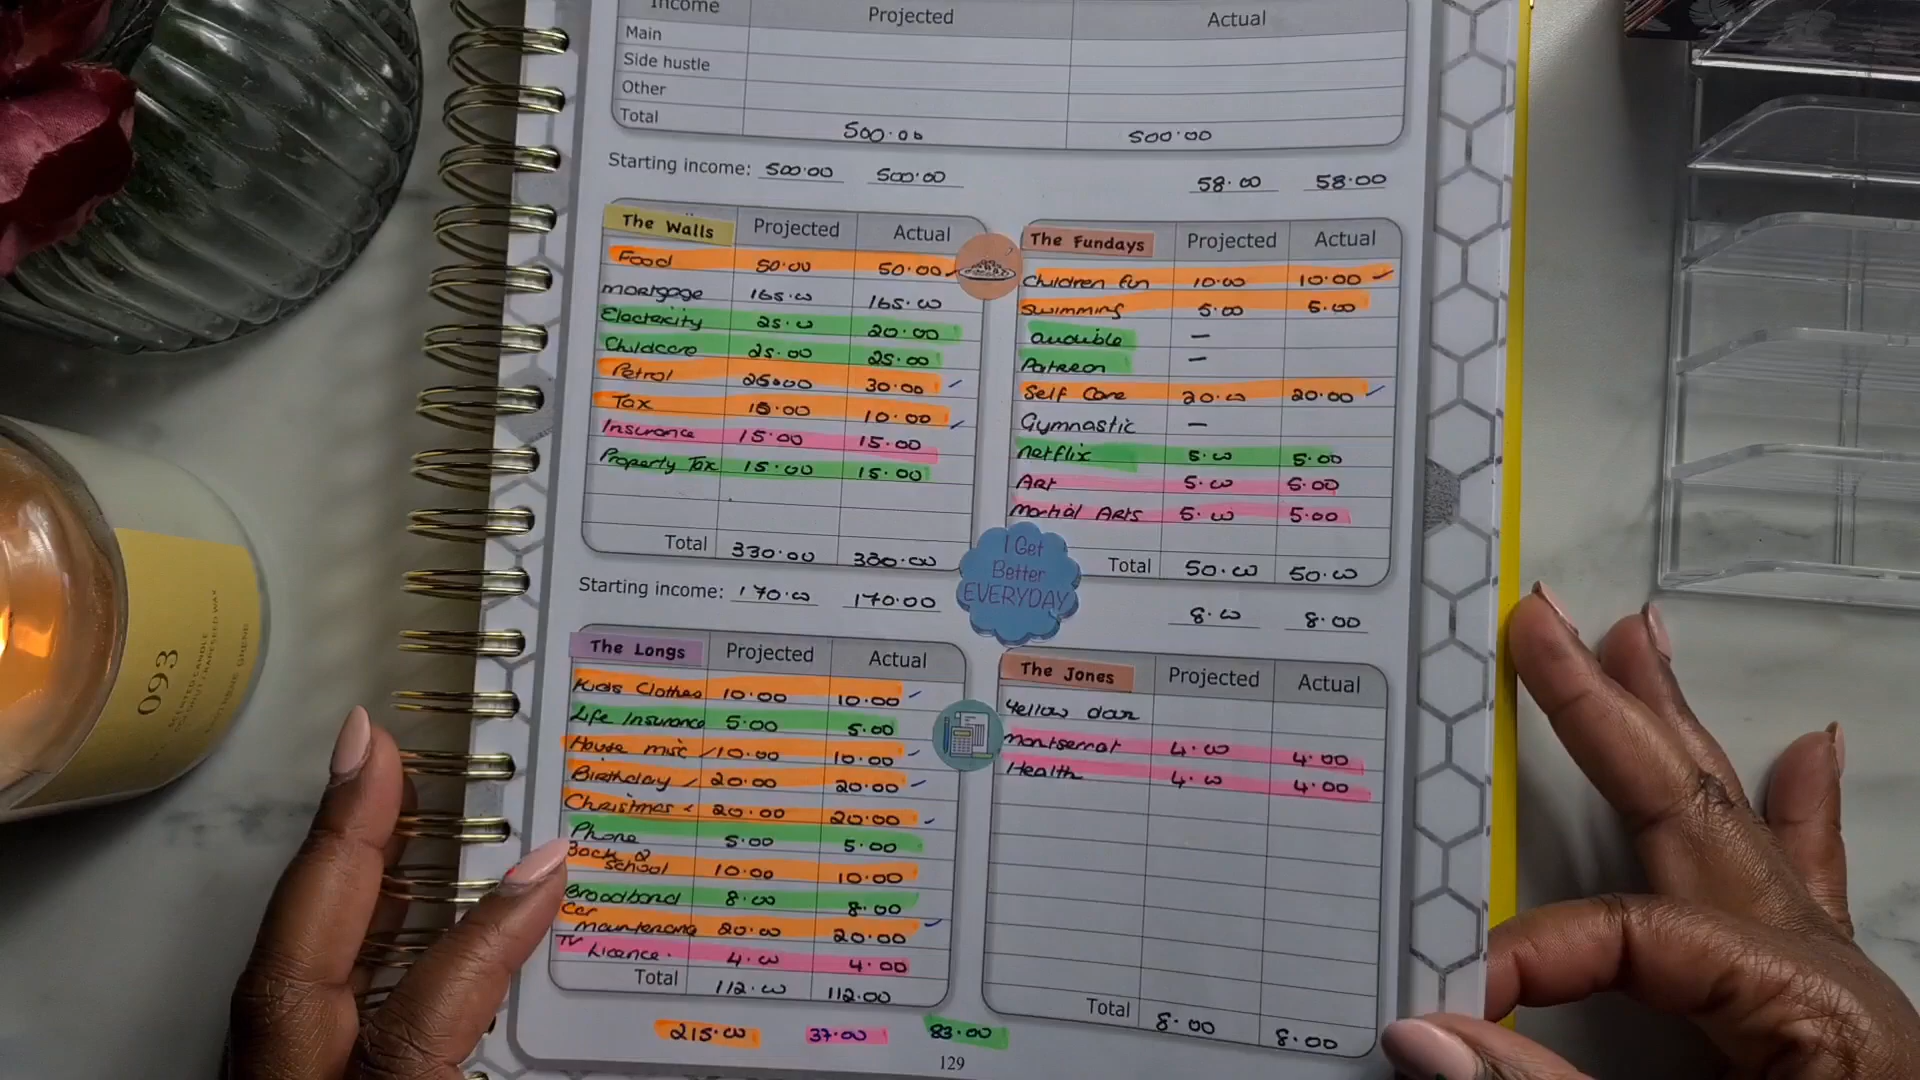 Income Projected Actual
Main
Side hustle
Other
Total 500.00 500.00
Starting income: 500.00 500.00 58.00 58.00
The Walls Projected Actual
Food 50.00 50.00
mortgage 165.00 165.00
Electricity 25.00 20.00
Childcare 25.00 25.00
Petrol 25.00 30.00
Tax 10.00 10.00
Insurance 15.00 15.00
Property Tax 15.00 15.00
Total 330.00 330.00
The Fundays Projected Actual
Children fun 10.00 10.00
Swimming 5.00 5.00
audible —
Patreon —
Self Care 20.00 20.00
Gymnastic —
netflix 5.00 5.00
Art 5.00 5.00
Martial Arts 5.00 5.00
Total 50.00 50.00
I Get
Better
EVERYDAY
Starting income: 170.00 170.00 8.00 8.00
The Longs Projected Actual
Kids Clothes 10.00 10.00
Life Insurance 5.00 5.00
House misc 10.00 10.00
Birthday 20.00 20.00
Christmas 20.00 20.00
Phone 5.00 5.00
Back 2
School 10.00 10.00
Broadband 8.00 8.00
Car
maintenance 20.00 20.00
TV Licence. 4.00 4.00
Total 112.00 112.00
The Jones Projected Actual
Yellow dar
Montserrat 4.00 4.00
Health 4.00 4.00
Total 8.00 8.00
215.00 37.00 83.00
129
093
SCENTED CANDLE